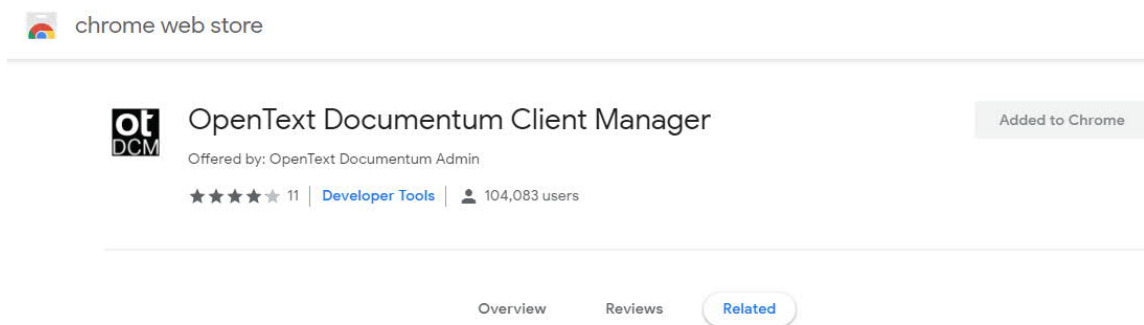 chrome web store
ot
DCM
OpenText Documentum Client Manager
Added to Chrome
Offered by: OpenText Documentum Admin
11 | Developer Tools | 104,083 users
Overview Reviews Related